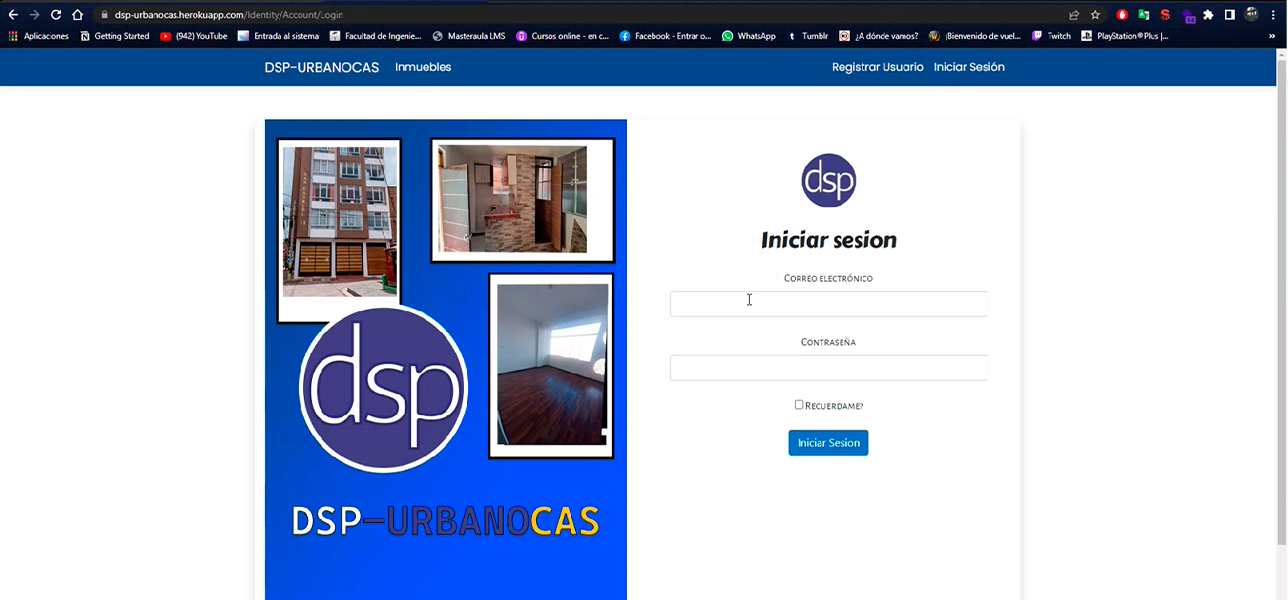 dsp-urbanocas.herokuapp.com/Identity/Account/Login
Aplicaciones Getting Started (942) YouTube Entrada al sistema Facultad de Ingenie... Masteraula LMS Cursos online - en c... Facebook - Entrar o... WhatsApp Tumblr ¿A dónde vamos? ¡Bienvenido de vuel... Twitch PlayStation®Plus |... »
DSP-URBANOCAS Inmuebles Registrar Usuario Iniciar Sesión
dsp
Iniciar sesion
Correo electrónico
Contraseña
Recuerdame?
Iniciar Sesion
dsp
DSP-URBANOCAS